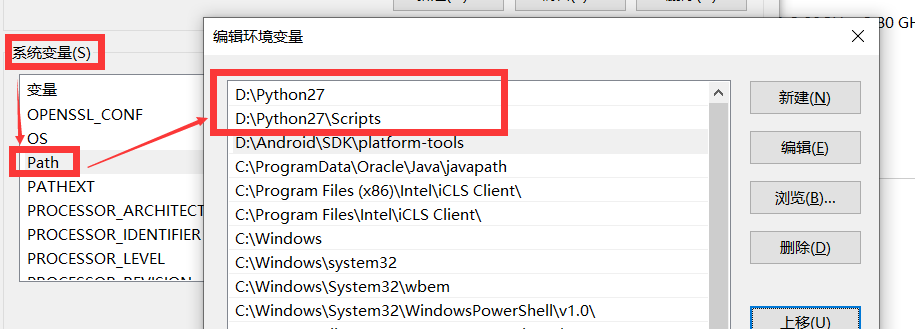 80 GH
编辑环境变量
系统变量(S)
变量
OPENSSL_CONF
OS
Path
PATHEXT
PROCESSOR_ARCHITECT
PROCESSOR_IDENTIFIER
PROCESSOR_LEVEL
PROCESSOR_REVISION
D:\Python27
D:\Python27\Scripts
D:\Android\SDK\platform-tools
C:\ProgramData\Oracle\Java\javapath
C:\Program Files (x86)\Intel\iCLS Client\
C:\Program Files\Intel\iCLS Client\
C:\Windows
C:\Windows\system32
C:\Windows\System32\wbem
C:\Windows\System32\WindowsPowerShell\v1.0\
新建(N)
编辑(E)
浏览(B)...
删除(D)
上移(U)